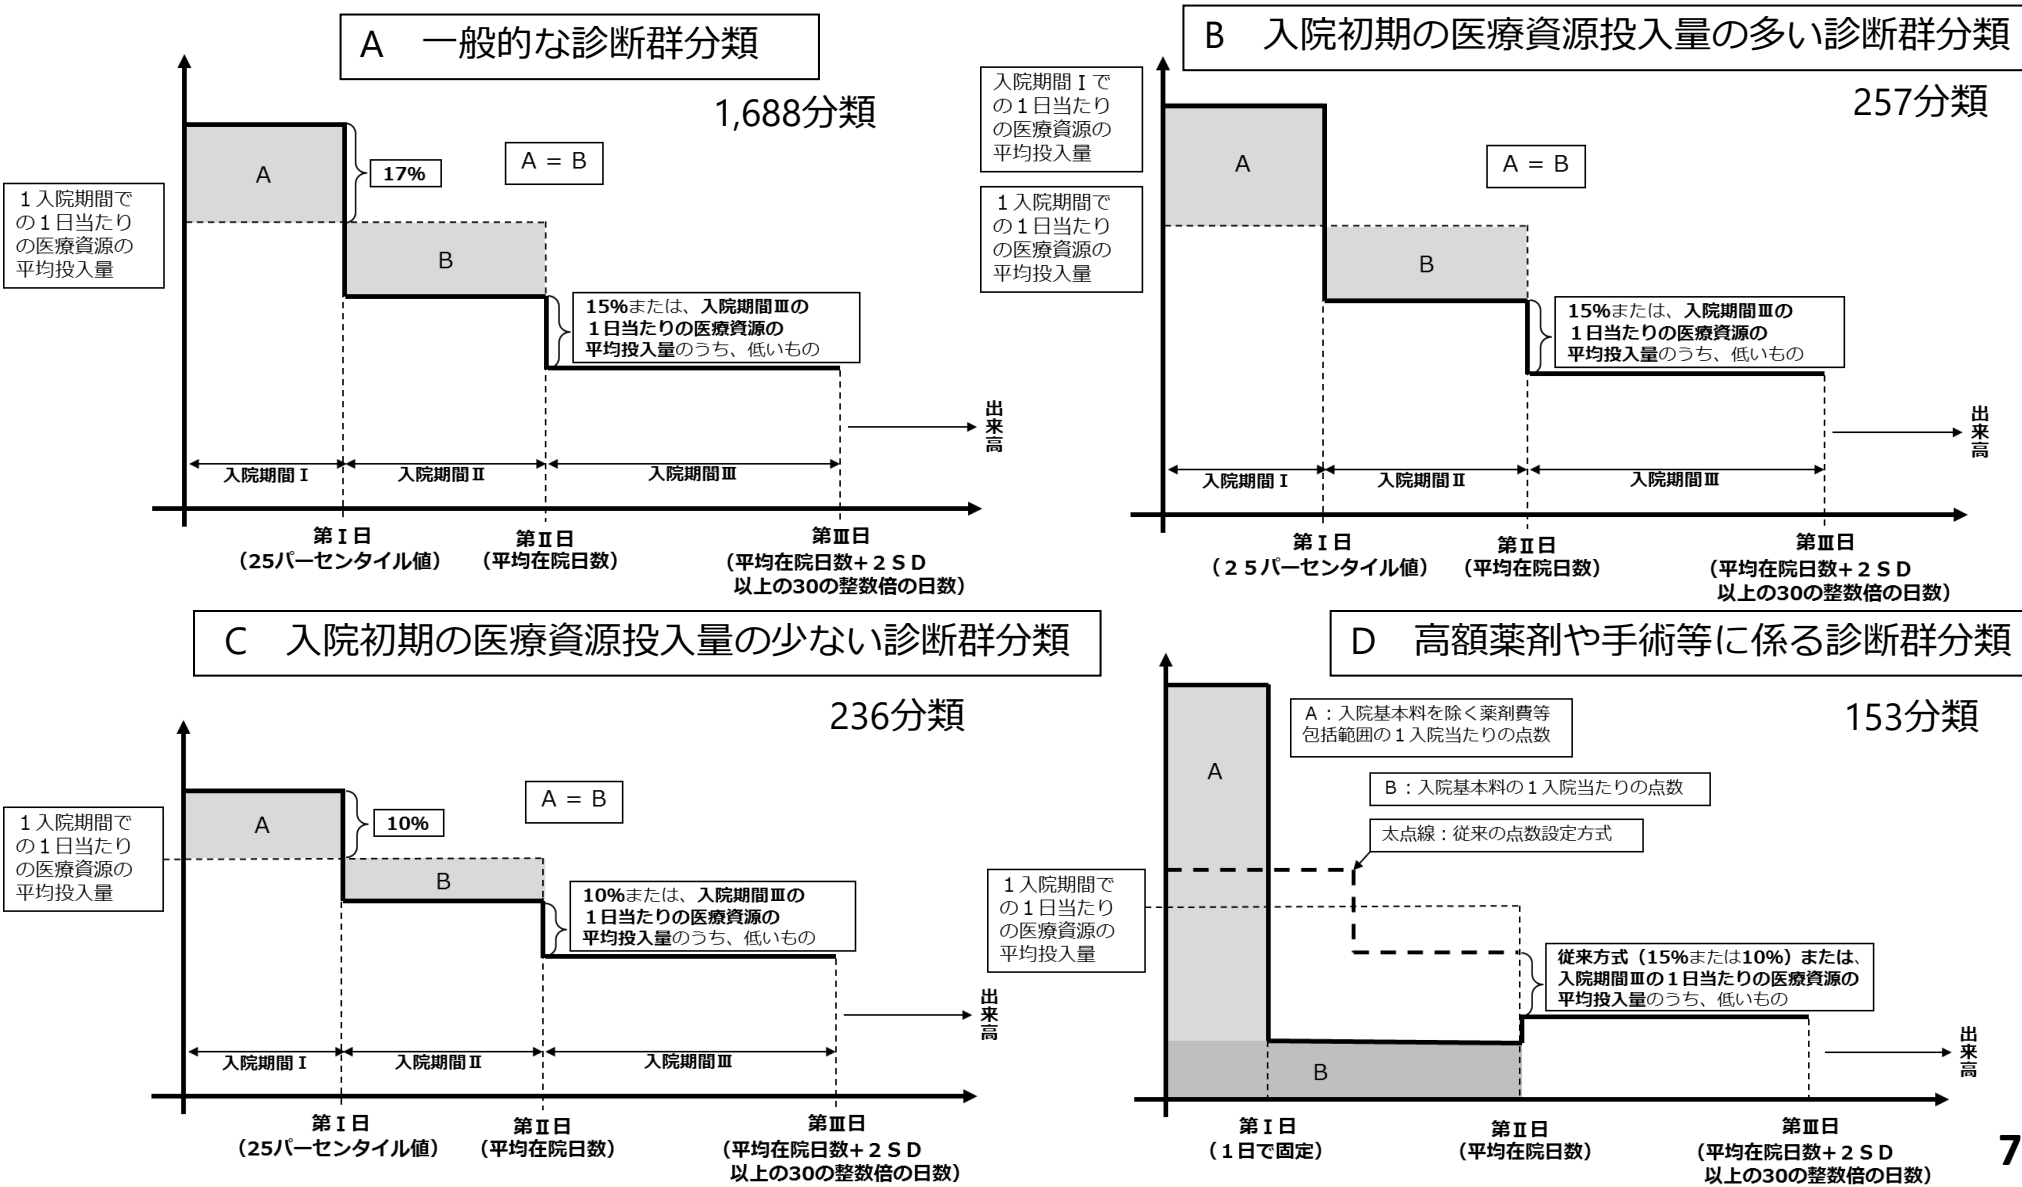 A　一般的な診断群分類
1,688分類
１入院期間で
の１日当たり
の医療資源の
平均投入量
A
17%
A = B
B
15%または、入院期間Ⅲの
１日当たりの医療資源の
平均投入量のうち、低いもの
出来高
入院期間Ⅰ
入院期間Ⅱ
入院期間Ⅲ
第Ⅰ日
（25パーセンタイル値）
第Ⅱ日
（平均在院日数）
第Ⅲ日
（平均在院日数+２ＳＤ
以上の30の整数倍の日数）
B　入院初期の医療資源投入量の多い診断群分類
257分類
入院期間Ⅰで
の１日当たり
の医療資源の
平均投入量
１入院期間で
の１日当たり
の医療資源の
平均投入量
A
A = B
B
15%または、入院期間Ⅲの
１日当たりの医療資源の
平均投入量のうち、低いもの
出来高
入院期間Ⅰ
入院期間Ⅱ
入院期間Ⅲ
第Ⅰ日
（２５パーセンタイル値）
第Ⅱ日
（平均在院日数）
第Ⅲ日
（平均在院日数+２ＳＤ
以上の30の整数倍の日数）
C　入院初期の医療資源投入量の少ない診断群分類
236分類
１入院期間で
の１日当たり
の医療資源の
平均投入量
A
10%
A = B
B
10%または、入院期間Ⅲの
１日当たりの医療資源の
平均投入量のうち、低いもの
出来高
入院期間Ⅰ
入院期間Ⅱ
入院期間Ⅲ
第Ⅰ日
（25パーセンタイル値）
第Ⅱ日
（平均在院日数）
第Ⅲ日
（平均在院日数+２ＳＤ
以上の30の整数倍の日数）
D　高額薬剤や手術等に係る診断群分類
153分類
A：入院基本料を除く薬剤費等
包括範囲の１入院当たりの点数
A
B：入院基本料の１入院当たりの点数
太点線：従来の点数設定方式
１入院期間で
の１日当たり
の医療資源の
平均投入量
従来方式（15%または10%）または、
入院期間Ⅲの１日当たりの医療資源の
平均投入量のうち、低いもの
出来高
B
第Ⅰ日
（１日で固定）
第Ⅱ日
（平均在院日数）
第Ⅲ日
（平均在院日数+２ＳＤ
以上の30の整数倍の日数）
7